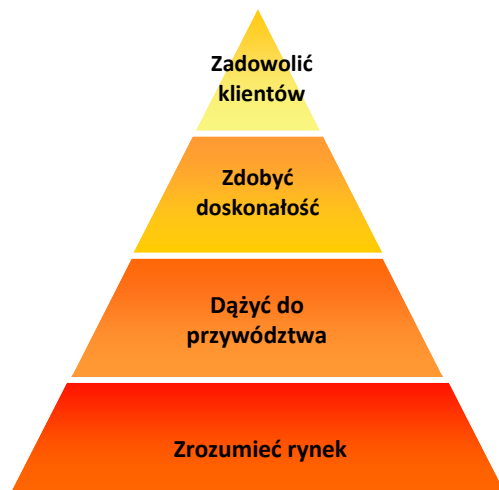 Zadowolić
klientów
Zdobyć
doskonałość
Dążyć do
przywództwa
Zrozumieć rynek